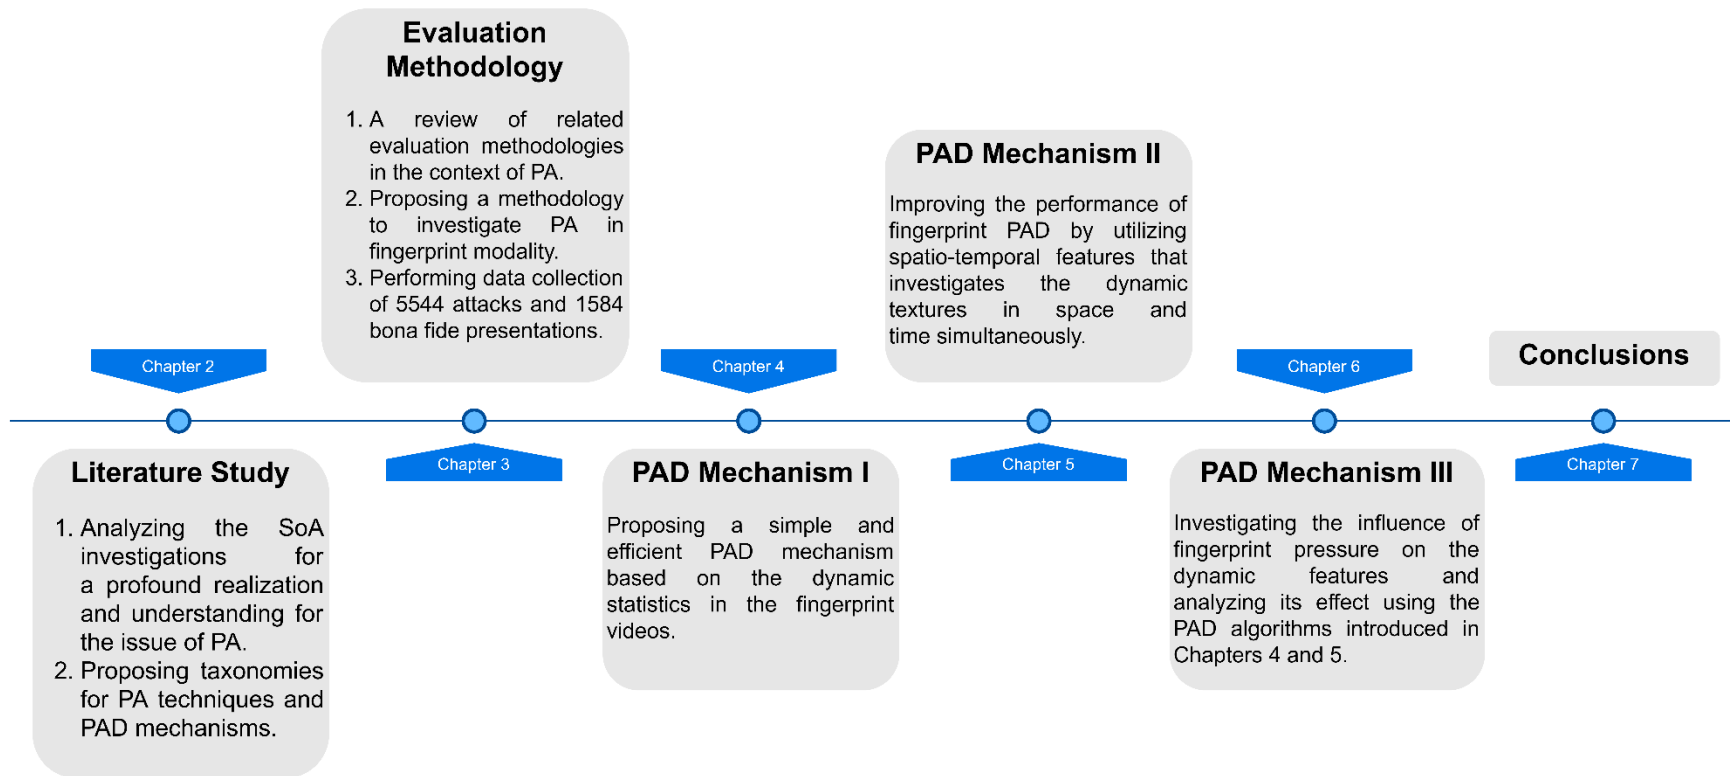 Chapter 2
Literature Study
1. Analyzing the SoA
investigations for
a profound realization
and understanding for
the issue of PA.
2. Proposing taxonomies
for PA techniques and
PAD mechanisms.
Evaluation
Methodology
1. A review of related
evaluation methodologies
in the context of PA.
2. Proposing a methodology
to investigate PA in
fingerprint modality.
3. Performing data collection
of 5544 attacks and 1584
bona fide presentations.
Chapter 3
Chapter 4
PAD Mechanism I
Proposing a simple and
efficient PAD mechanism
based on the dynamic
statistics in the fingerprint
videos.
PAD Mechanism II
Improving the performance of
fingerprint PAD by utilizing
spatio-temporal features that
investigates the dynamic
textures in space and
time simultaneously.
Chapter 5
Chapter 6
PAD Mechanism III
Investigating the influence of
fingerprint pressure on the
dynamic features and
analyzing its effect using the
PAD algorithms introduced in
Chapters 4 and 5.
Conclusions
Chapter 7